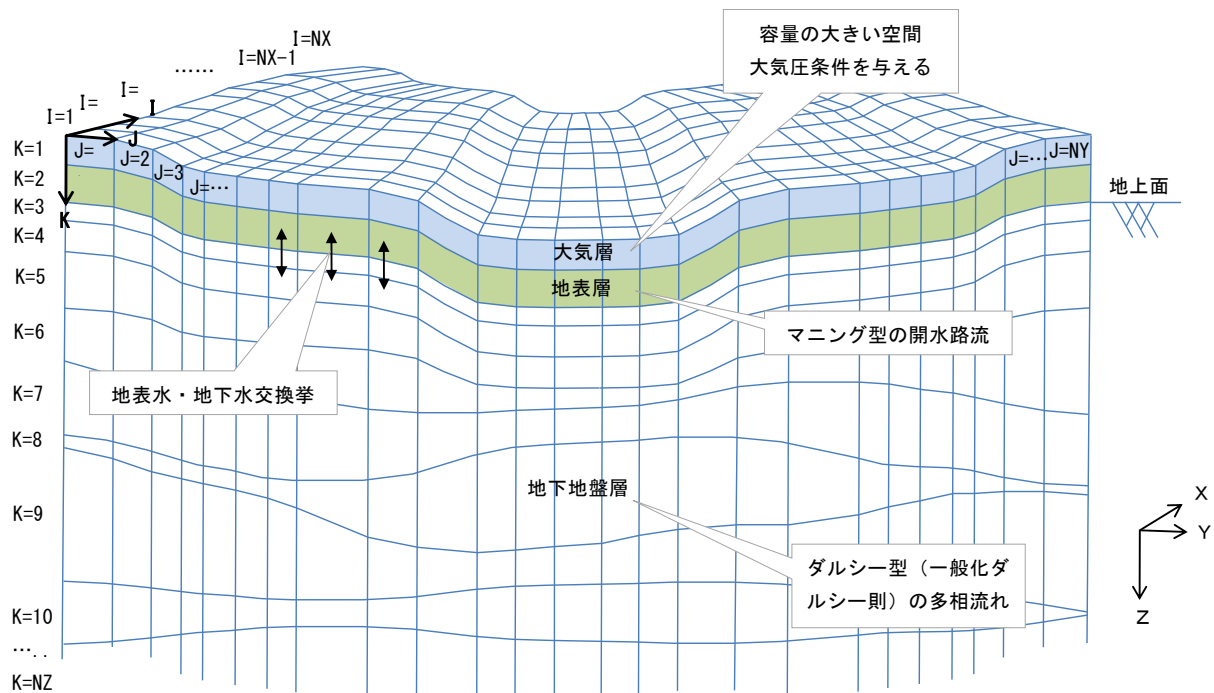 I=NX
I=NX-1
……
I=
I=
I=1
I
J
K
J=
J=2
J=3
J=…
J=…
J=NY
K=1
K=2
K=3
K=4
K=5
K=6
K=7
K=8
K=9
K=10
…..
K=NZ
容量の大きい空間
大気圧条件を与える
地上面
大気層
地表層
マニング型の開水路流
地表水・地下水交換挙
地下地盤層
ダルシー型（一般化ダ
ルシー則）の多相流れ
X
Y
Z